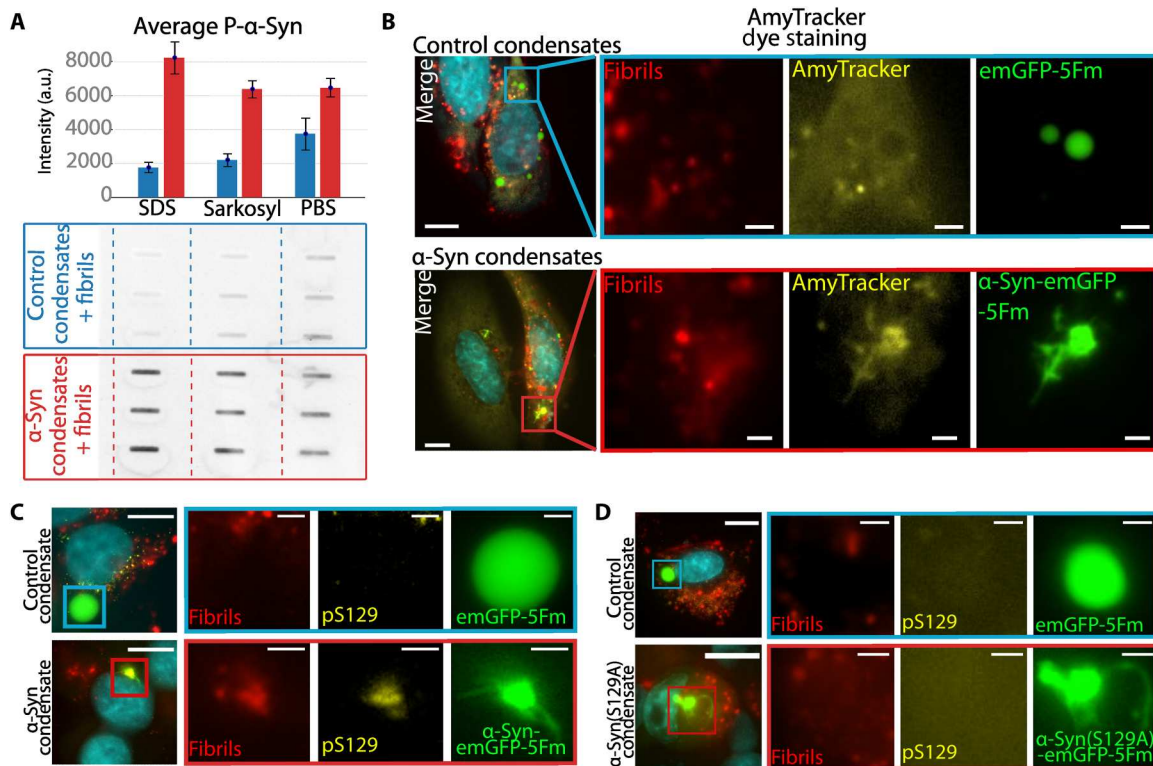 A
Average P-α-Syn
Intensity (a.u.)
8000
6000
4000
2000
0
SDS
Sarkosyl
PBS
Control
condensates
+ fibrils
α-Syn
condensates
+ fibrils
B
AmyTracker
dye staining
Control condensates
Merge
Fibrils
AmyTracker
emGFP-5Fm
α-Syn condensates
Merge
Fibrils
AmyTracker
α-Syn-emGFP
-5Fm
C
Control
condensate
Fibrils
pS129
emGFP-5Fm
α-Syn
condensate
Fibrils
pS129
α-Syn-
emGFP-5Fm
D
Control
condensate
Fibrils
pS129
emGFP-5Fm
α-Syn(S129A)
condensate
Fibrils
pS129
α-Syn(S129A)
-emGFP-5Fm